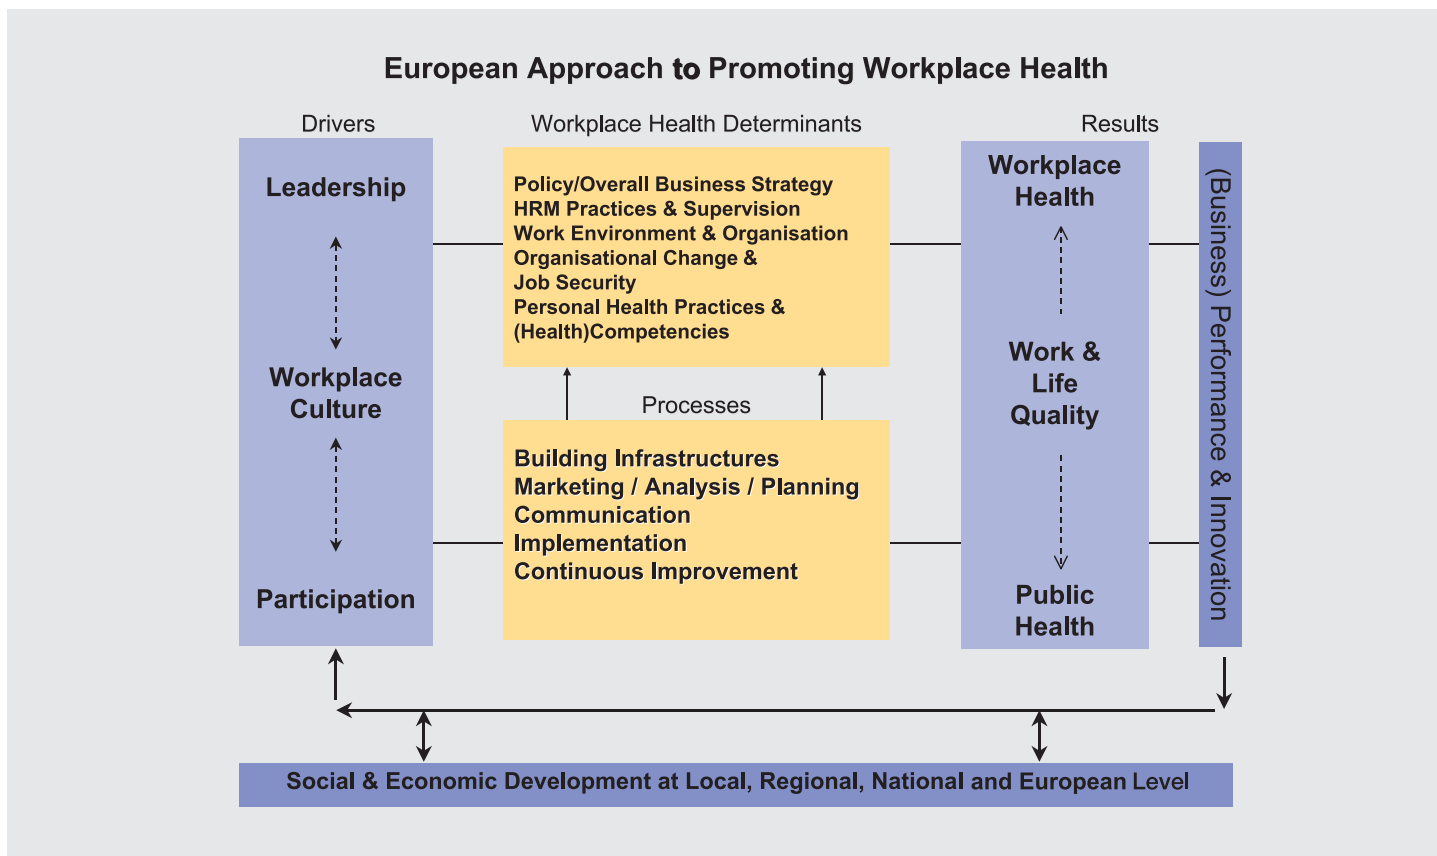 European Approach to Promoting Workplace Health
Drivers
Workplace Health Determinants
Results
Leadership
Workplace
Culture
Participation
Policy/Overall Business Strategy
HRM Practices & Supervision
Work Environment & Organisation
Organisational Change &
Job Security
Personal Health Practices &
(Health)Competencies
Processes
Building Infrastructures
Marketing / Analysis / Planning
Communication
Implementation
Continuous Improvement
Workplace
Health
Work &
Life
Quality
Public
Health
(Business) Performance & Innovation
Social & Economic Development at Local, Regional, National and European Level